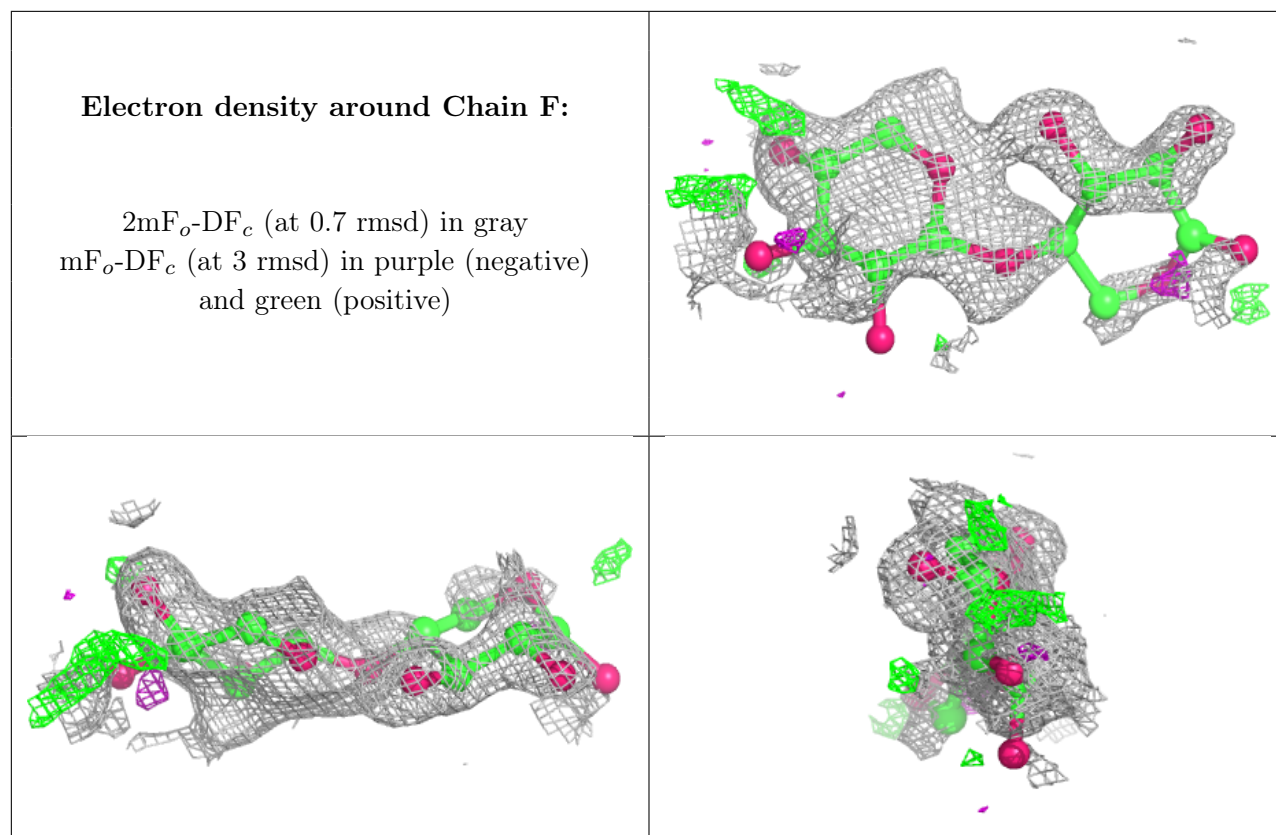 Electron density around Chain F:
2mFo-DFc (at 0.7 rmsd) in gray
mFo-DFc (at 3 rmsd) in purple (negative)
and green (positive)